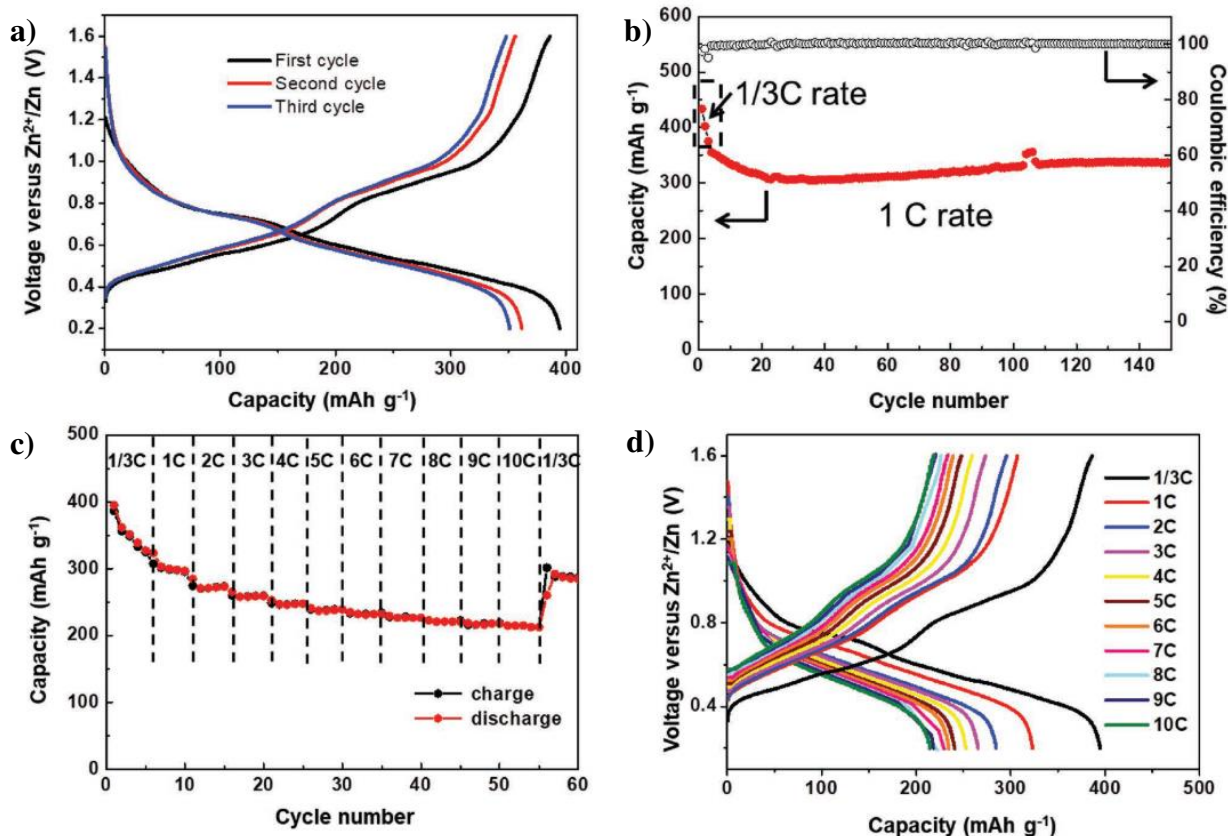 a)
1.6
1.4
1.2
1.0
0.8
0.6
0.4
0.2
Voltage versus Zn²⁺/Zn (V)
First cycle
Second cycle
Third cycle
0 100 200 300 400
Capacity (mAh g⁻¹)
b)
600
550
500
450
400
350
300
250
200
150
100
50
0
Capacity (mAh g⁻¹)
1/3C rate
1 C rate
100
80
60
40
20
0
Coulombic efficiency (%)
0 20 40 60 80 100 120 140
Cycle number
c)
500
400
300
200
100
0
Capacity (mAh g⁻¹)
1/3C 1C 2C 3C 4C 5C 6C 7C 8C 9C 10C 1/3C
charge
discharge
0 10 20 30 40 50 60
Cycle number
d)
1.6
1.2
0.8
0.4
Voltage versus Zn²⁺/Zn (V)
1/3C
1C
2C
3C
4C
5C
6C
7C
8C
9C
10C
0 100 200 300 400 500
Capacity (mAh g⁻¹)